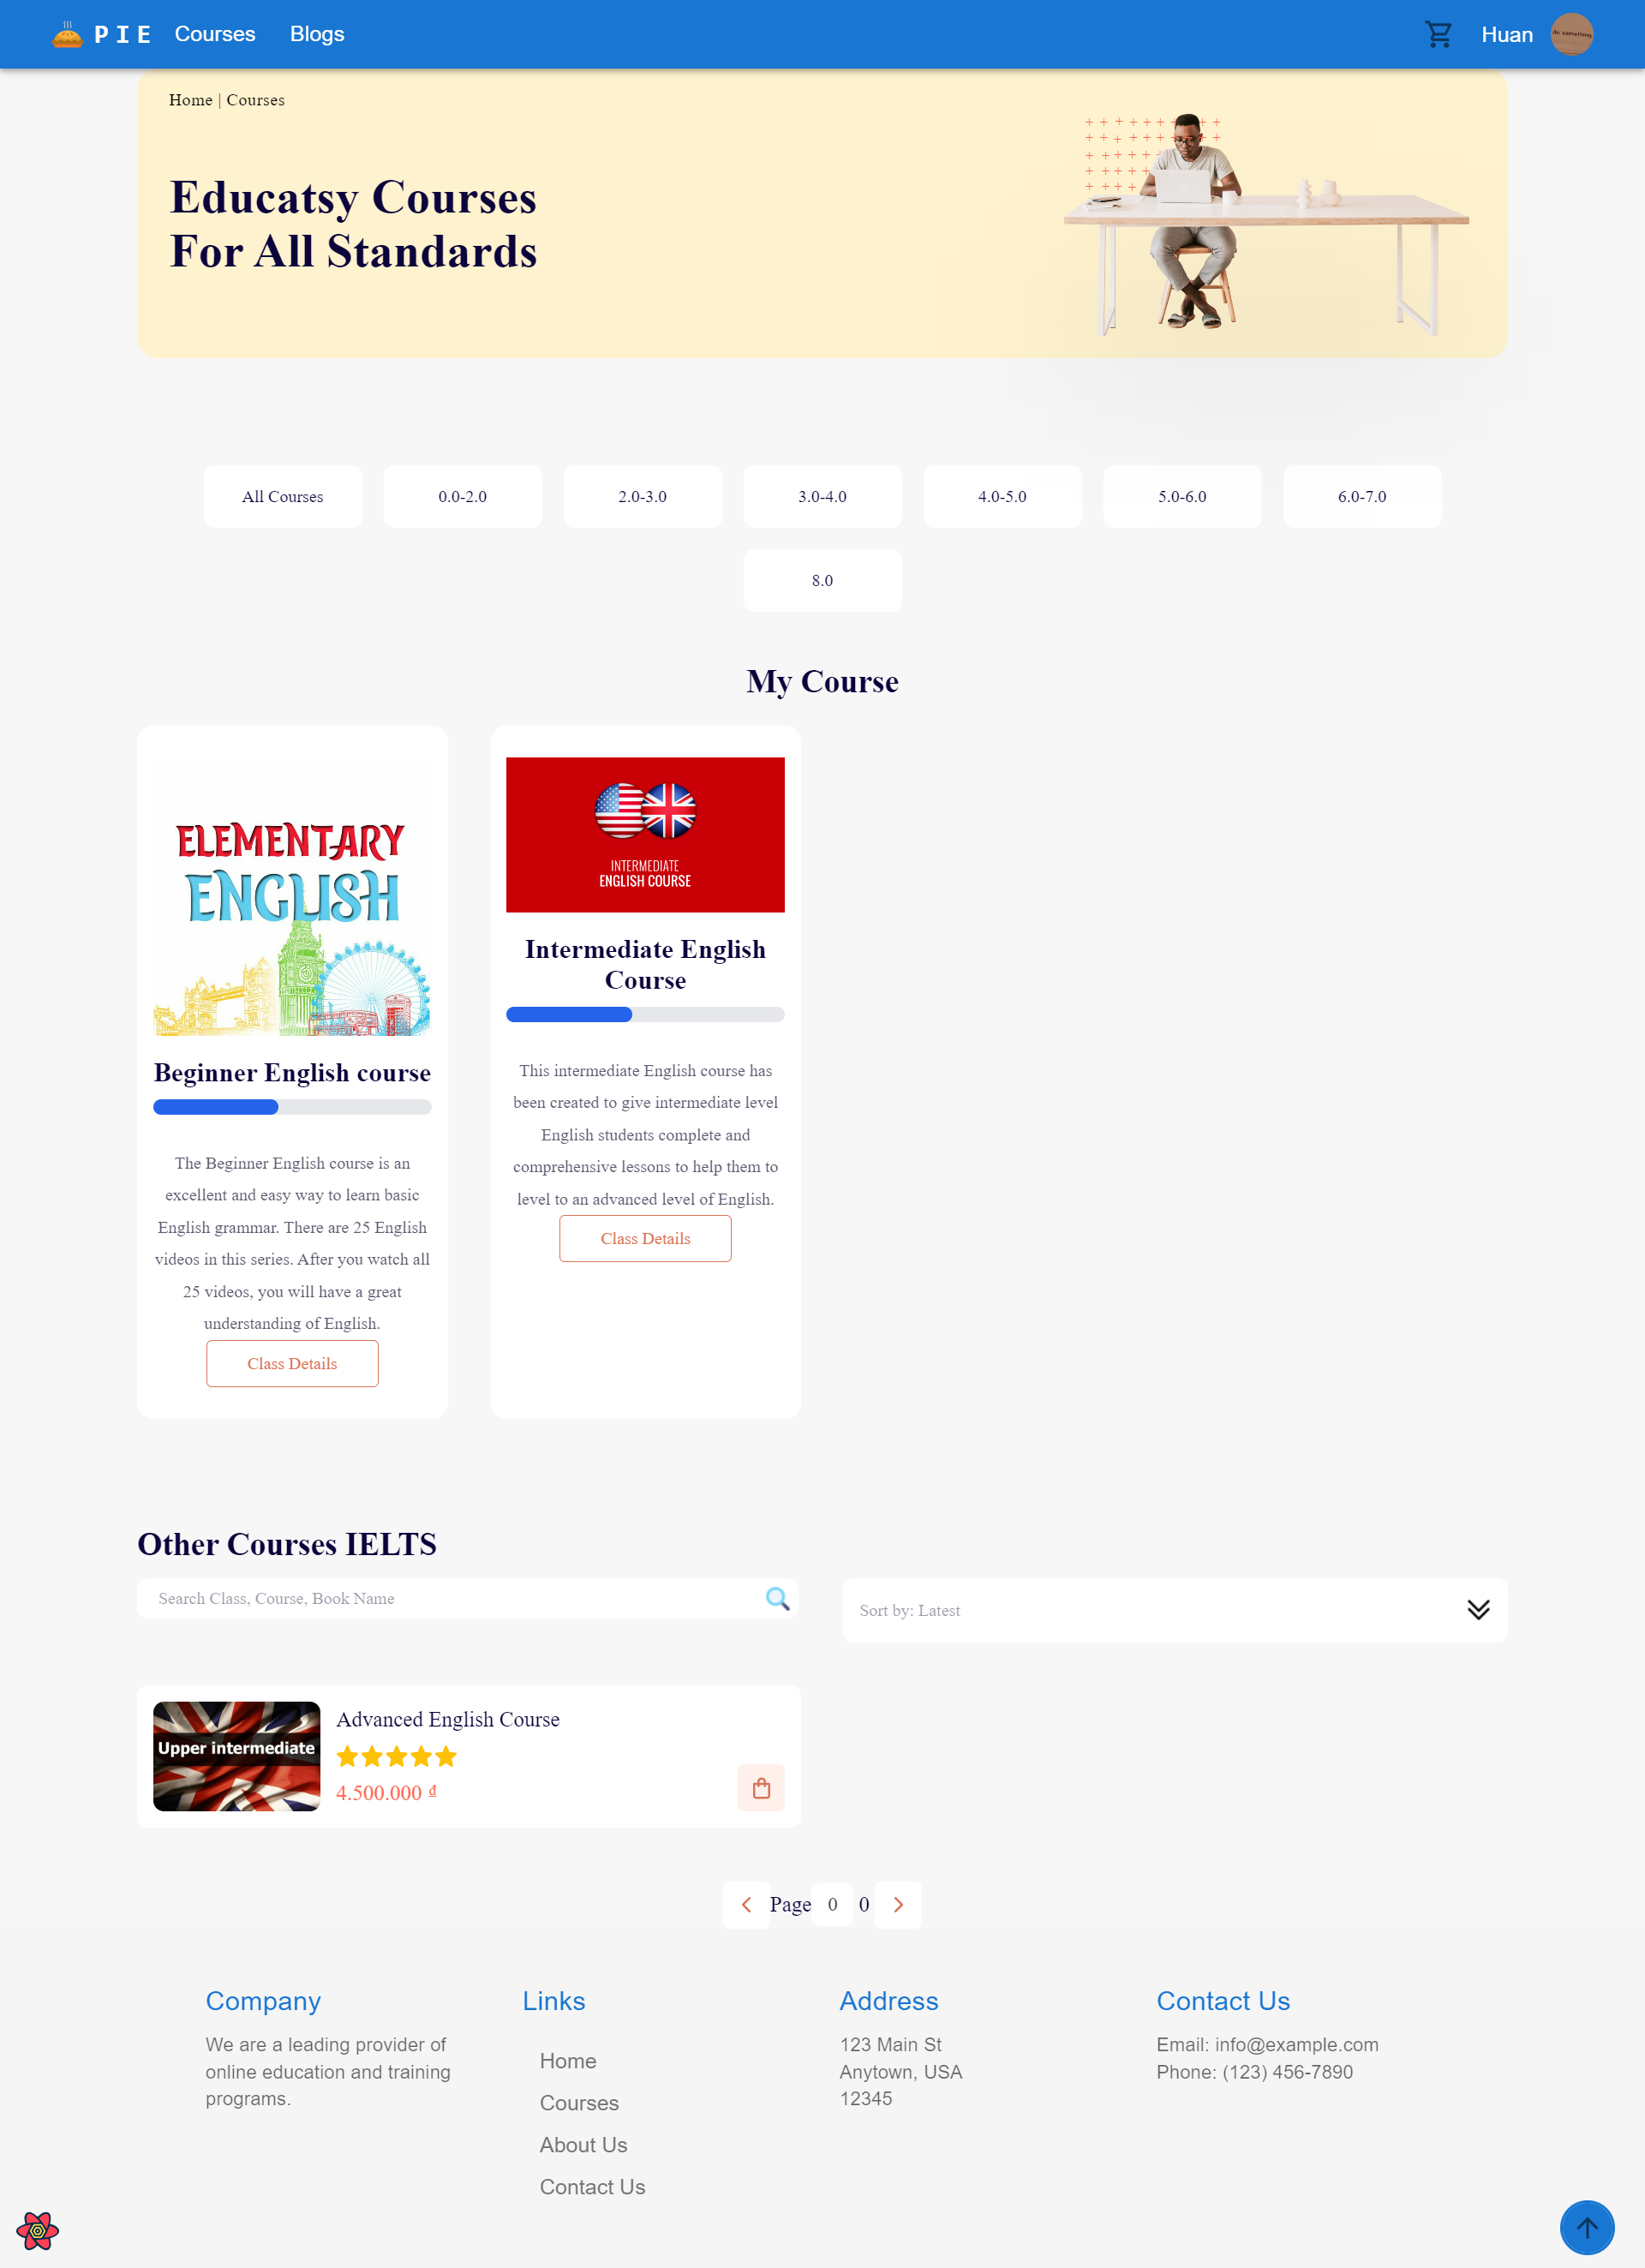 PIE Courses Blogs Huan
do something
Home | Courses
Educatsy Courses
For All Standards
All Courses 0.0-2.0 2.0-3.0 3.0-4.0 4.0-5.0 5.0-6.0 6.0-7.0
8.0
My Course
ELEMENTARY
ENGLISH
Beginner English course
The Beginner English course is an
excellent and easy way to learn basic
English grammar. There are 25 English
videos in this series. After you watch all
25 videos, you will have a great
understanding of English.
Class Details
INTERMEDIATE
ENGLISH COURSE
Intermediate English
Course
This intermediate English course has
been created to give intermediate level
English students complete and
comprehensive lessons to help them to
level to an advanced level of English.
Class Details
Other Courses IELTS
Search Class, Course, Book Name
Sort by: Latest
Upper intermediate
Advanced English Course
4.500.000 ₫
Page 0 0
Company
We are a leading provider of
online education and training
programs.
Links
Home
Courses
About Us
Contact Us
Address
123 Main St
Anytown, USA
12345
Contact Us
Email: info@example.com
Phone: (123) 456-7890